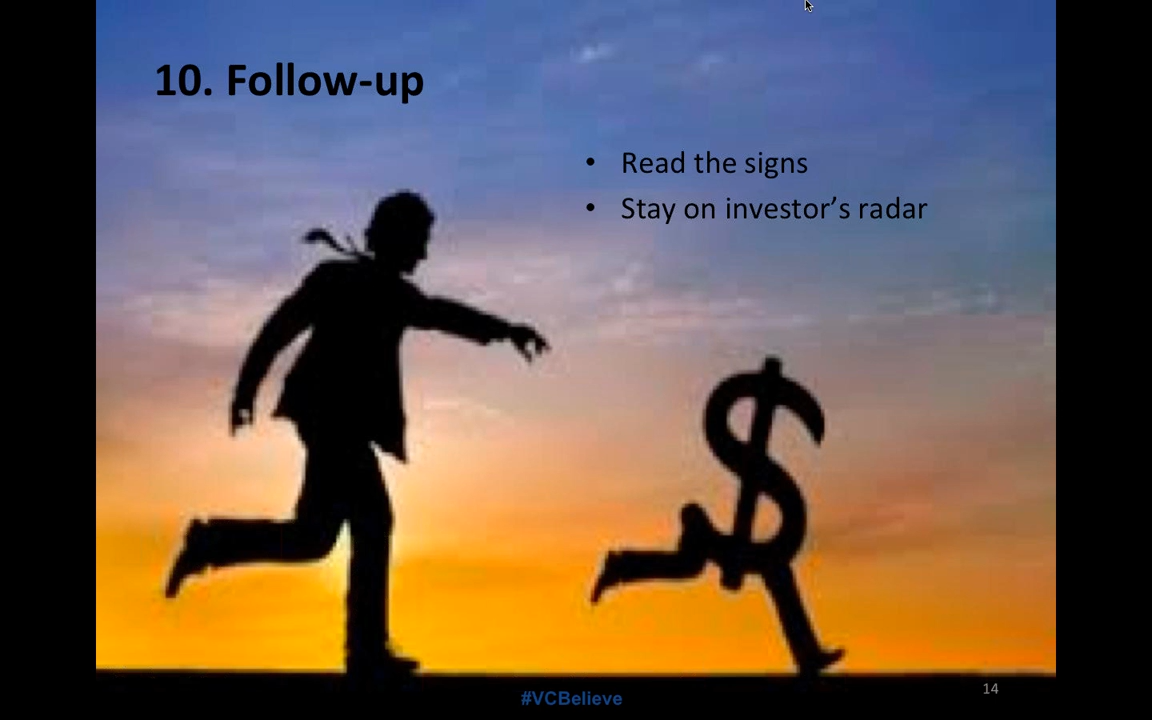 10. Follow-up
• Read the signs
• Stay on investor’s radar
#VCBelieve
14